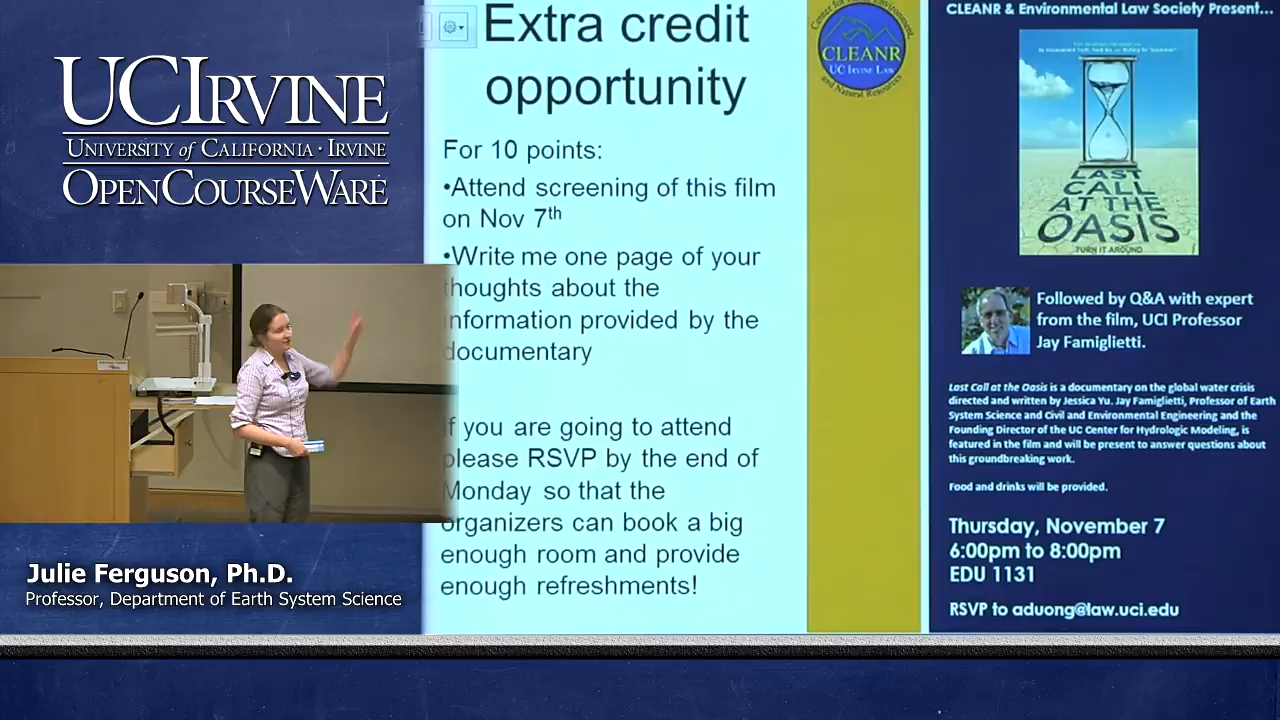 UCIRVINE
UNIVERSITY of CALIFORNIA · IRVINE
OPENCOURSEWARE
Julie Ferguson, Ph.D.
Professor, Department of Earth System Science
Extra credit
opportunity
For 10 points:
•Attend screening of this film
on Nov 7th
•Write me one page of your
thoughts about the
information provided by the
documentary
If you are going to attend
please RSVP by the end of
Monday so that the
organizers can book a big
enough room and provide
enough refreshments!
CLEANR
UC IRVINE LAW
and Natural Resources
CLEANR & Environmental Law Society Present...
LAST
CALL
AT THE
OASIS
TURN IT AROUND
Followed by Q&A with expert
from the film, UCI Professor
Jay Famiglietti.
Last Call at the Oasis is a documentary on the global water crisis
directed and written by Jessica Yu. Jay Famiglietti, Professor of Earth
System Science and Civil and Environmental Engineering and the
Founding Director of the UC Center for Hydrologic Modeling, is
featured in the film and will be present to answer questions about
this groundbreaking work.
Food and drinks will be provided.
Thursday, November 7
6:00pm to 8:00pm
EDU 1131
RSVP to aduong@law.uci.edu